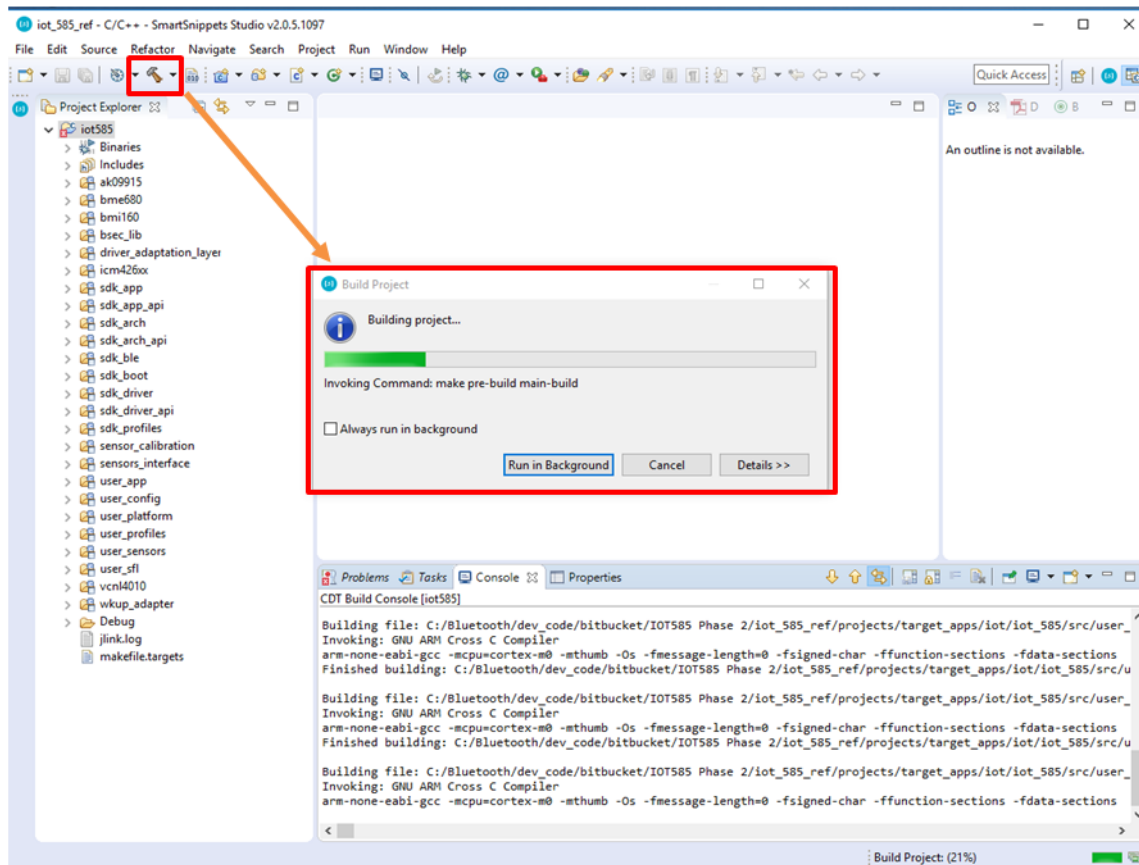 iot_585_ref - C/C++ - SmartSnippets Studio v2.0.5.1097
File Edit Source Refactor Navigate Search Project Run Window Help
Quick Access
Project Explorer
iot585
Binaries
Includes
ak09915
bme680
bmi160
bsec_lib
driver_adaptation_layer
icm426xx
sdk_app
sdk_app_api
sdk_arch
sdk_arch_api
sdk_ble
sdk_boot
sdk_driver
sdk_driver_api
sdk_profiles
sensor_calibration
sensors_interface
user_app
user_config
user_platform
user_profiles
user_sensors
user_sfl
vcnl4010
wkup_adapter
Debug
jlink.log
makefile.targets
O D B
An outline is not available.
Build Project
Building project...
Invoking Command: make pre-build main-build
Always run in background
Run in Background Cancel Details >>
Problems Tasks Console Properties
CDT Build Console [iot585]
Building file: C:/Bluetooth/dev_code/bitbucket/IOT585 Phase 2/iot_585_ref/projects/target_apps/iot/iot_585/src/user_
Invoking: GNU ARM Cross C Compiler
arm-none-eabi-gcc -mcpu=cortex-m0 -mthumb -Os -fmessage-length=0 -fsigned-char -ffunction-sections -fdata-sections
Finished building: C:/Bluetooth/dev_code/bitbucket/IOT585 Phase 2/iot_585_ref/projects/target_apps/iot/iot_585/src/u
Building file: C:/Bluetooth/dev_code/bitbucket/IOT585 Phase 2/iot_585_ref/projects/target_apps/iot/iot_585/src/user_
Invoking: GNU ARM Cross C Compiler
arm-none-eabi-gcc -mcpu=cortex-m0 -mthumb -Os -fmessage-length=0 -fsigned-char -ffunction-sections -fdata-sections
Finished building: C:/Bluetooth/dev_code/bitbucket/IOT585 Phase 2/iot_585_ref/projects/target_apps/iot/iot_585/src/u
Building file: C:/Bluetooth/dev_code/bitbucket/IOT585 Phase 2/iot_585_ref/projects/target_apps/iot/iot_585/src/user_
Invoking: GNU ARM Cross C Compiler
arm-none-eabi-gcc -mcpu=cortex-m0 -mthumb -Os -fmessage-length=0 -fsigned-char -ffunction-sections -fdata-sections
Build Project: (21%)